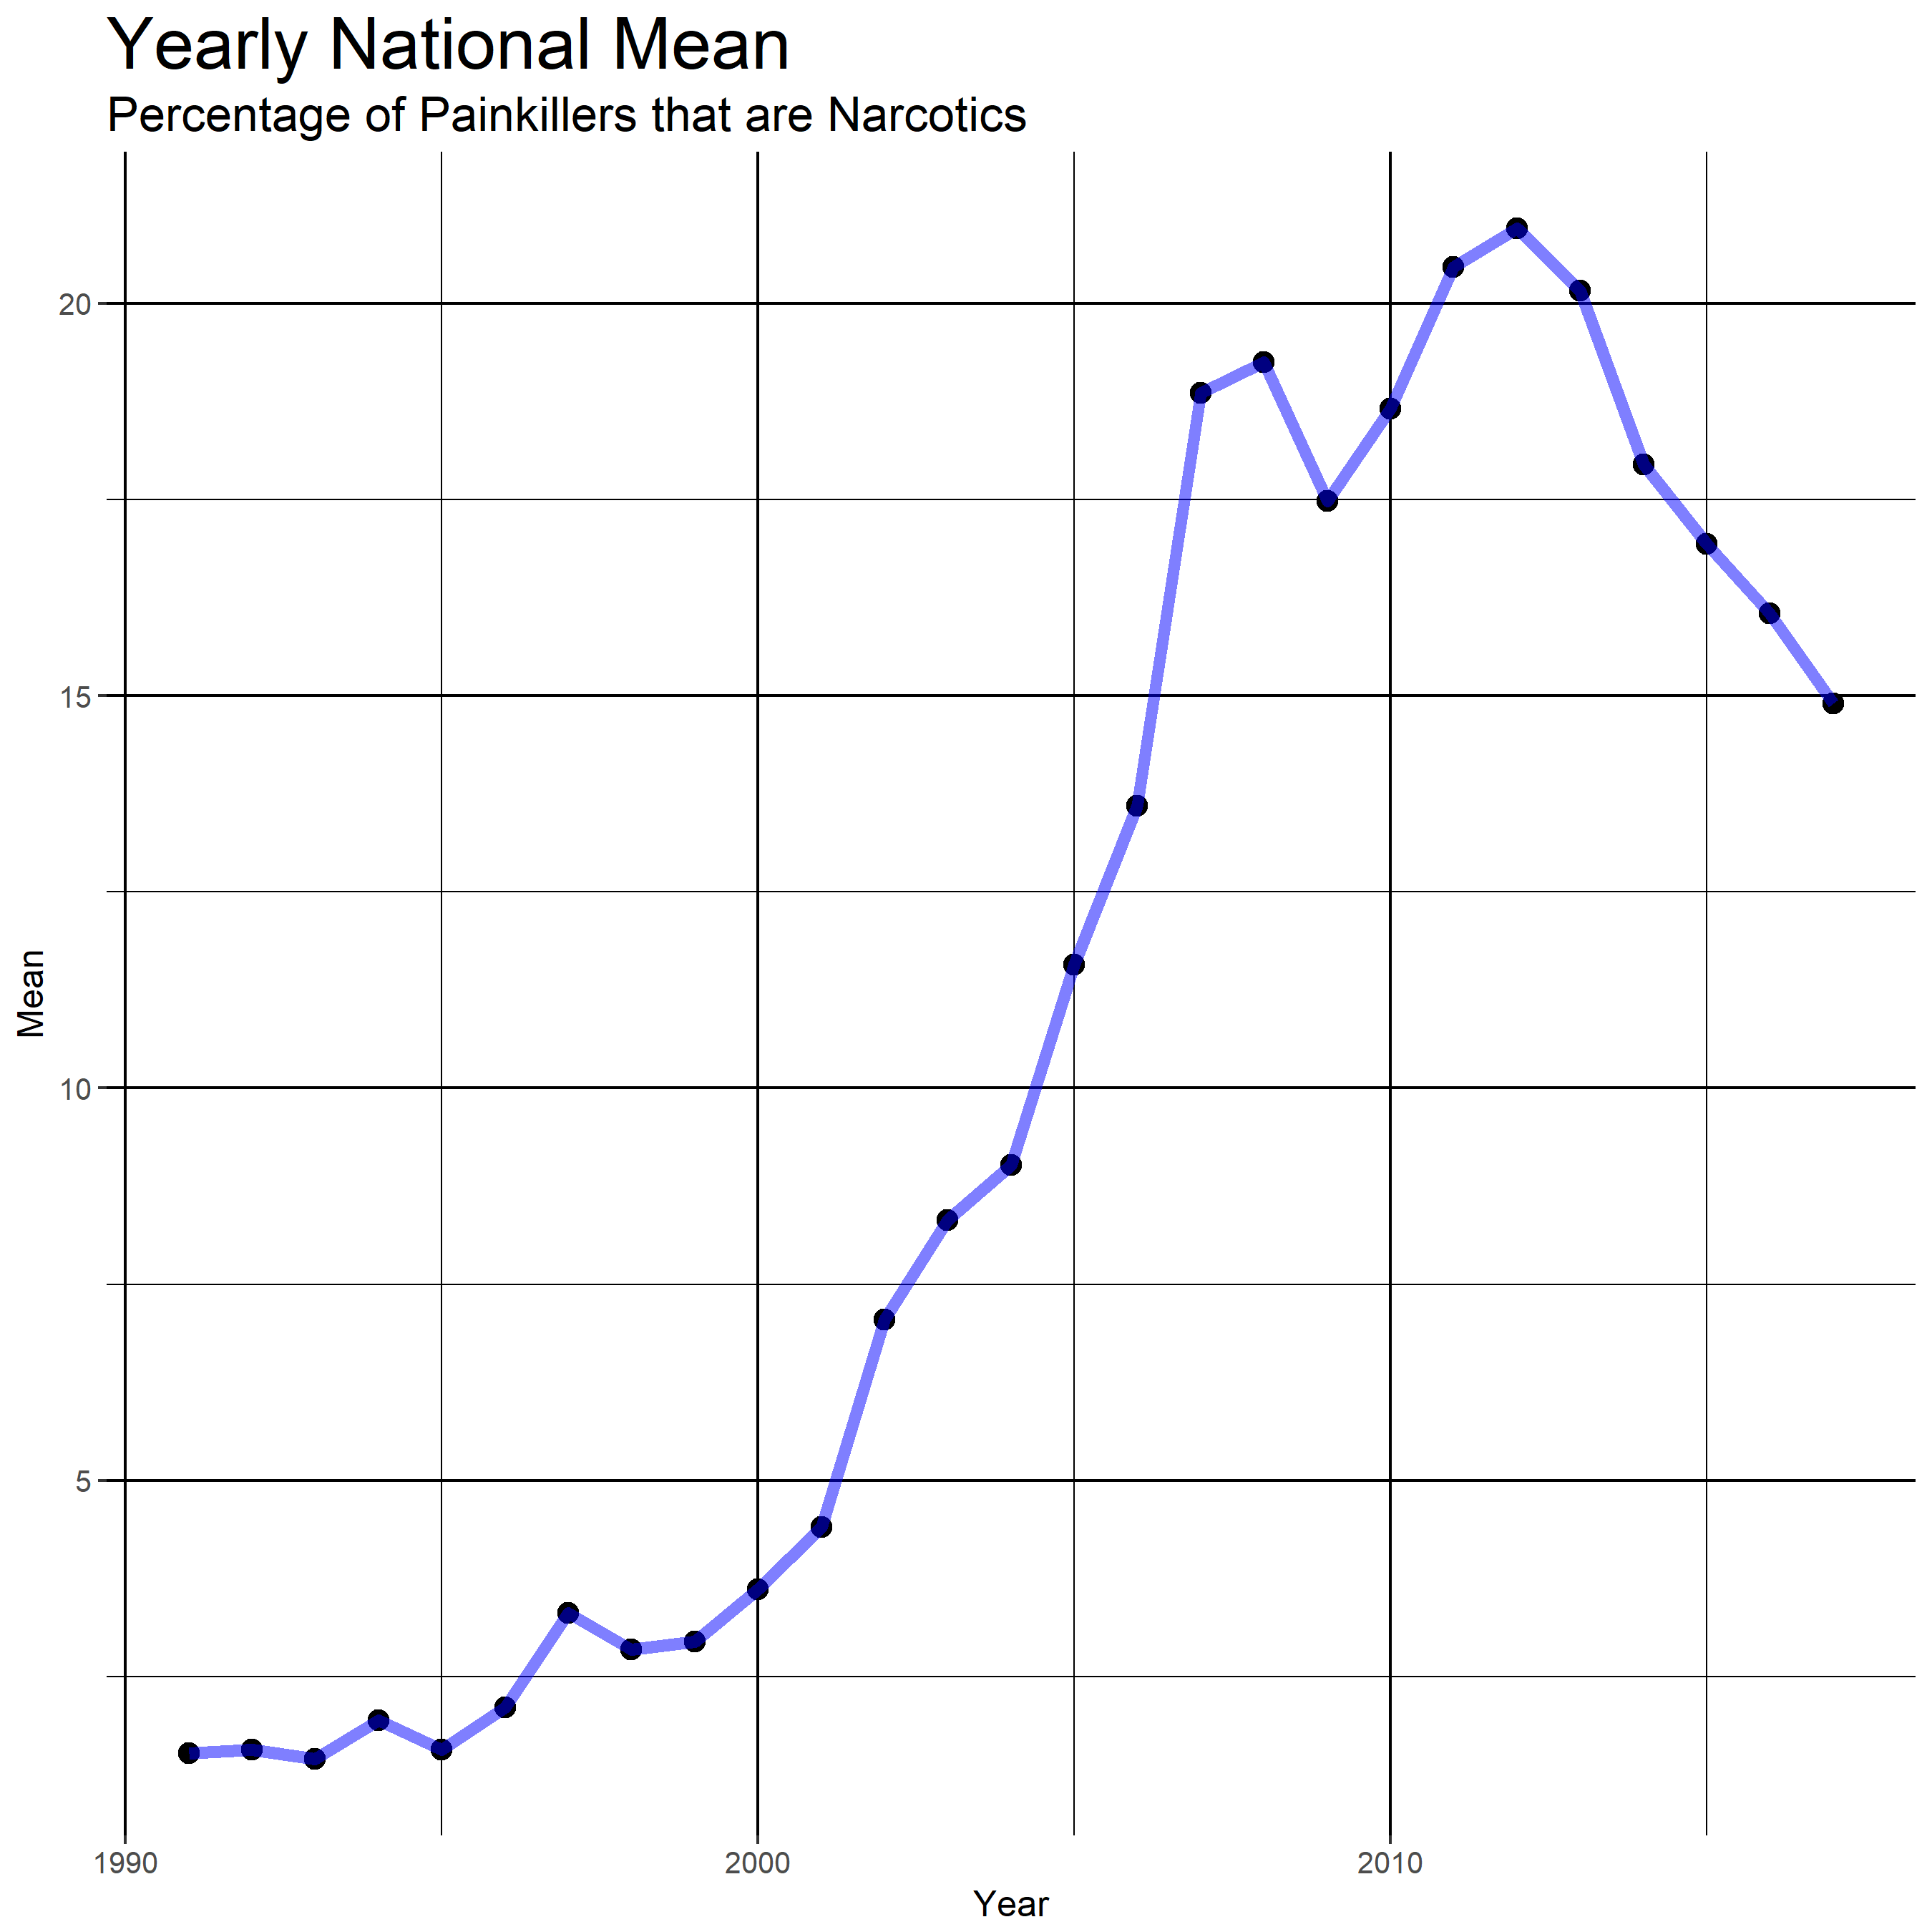 Yearly National Mean
Percentage of Painkillers that are Narcotics
20
15
10
5
Mean
1990 2000 2010
Year